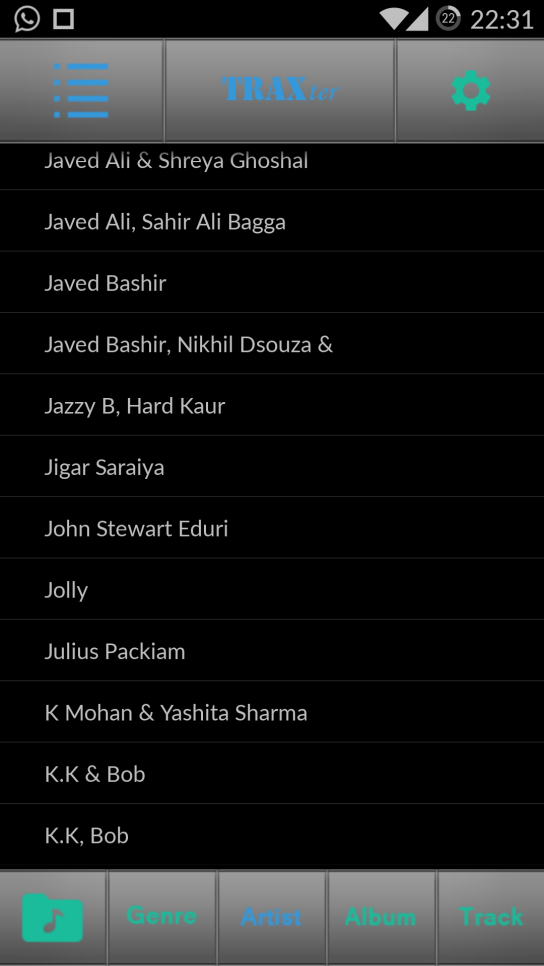 22 22:31
TRAXter
Javed Ali & Shreya Ghoshal
Javed Ali, Sahir Ali Bagga
Javed Bashir
Javed Bashir, Nikhil Dsouza &
Jazzy B, Hard Kaur
Jigar Saraiya
John Stewart Eduri
Jolly
Julius Packiam
K Mohan & Yashita Sharma
K.K & Bob
K.K, Bob
Genre Artist Album Track